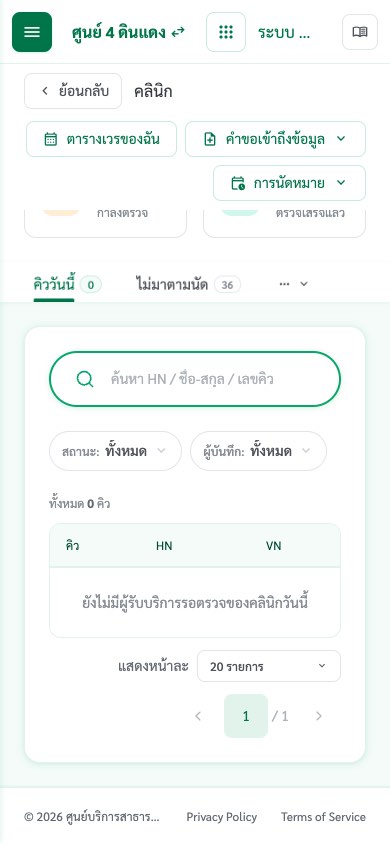 ศูนย์ 4 ดินแดง ระบบ ...
ย้อนกลับ คลินิก
ตารางเวรของฉัน คำขอเข้าถึงข้อมูล
การนัดหมาย
กำลังตรวจ ตรวจเสร็จแล้ว
คิววันนี้ 0 ไม่มาตามนัด 36 ...
ค้นหา HN / ชื่อ-สกุล / เลขคิว
สถานะ: ทั้งหมด ผู้บันทึก: ทั้งหมด
ทั้งหมด 0 คิว
คิว HN VN
ยังไม่มีผู้รับบริการรอตรวจของคลินิกวันนี้
แสดงหน้าละ 20 รายการ
1 / 1
© 2026 ศูนย์บริการสาธาร... Privacy Policy Terms of Service